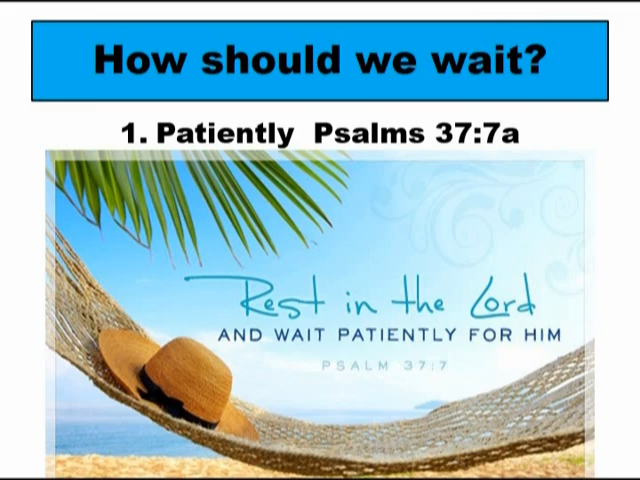 How should we wait?
1. Patiently  Psalms 37:7a
Rest in the Lord
AND WAIT PATIENTLY FOR HIM
PSALM 37:7